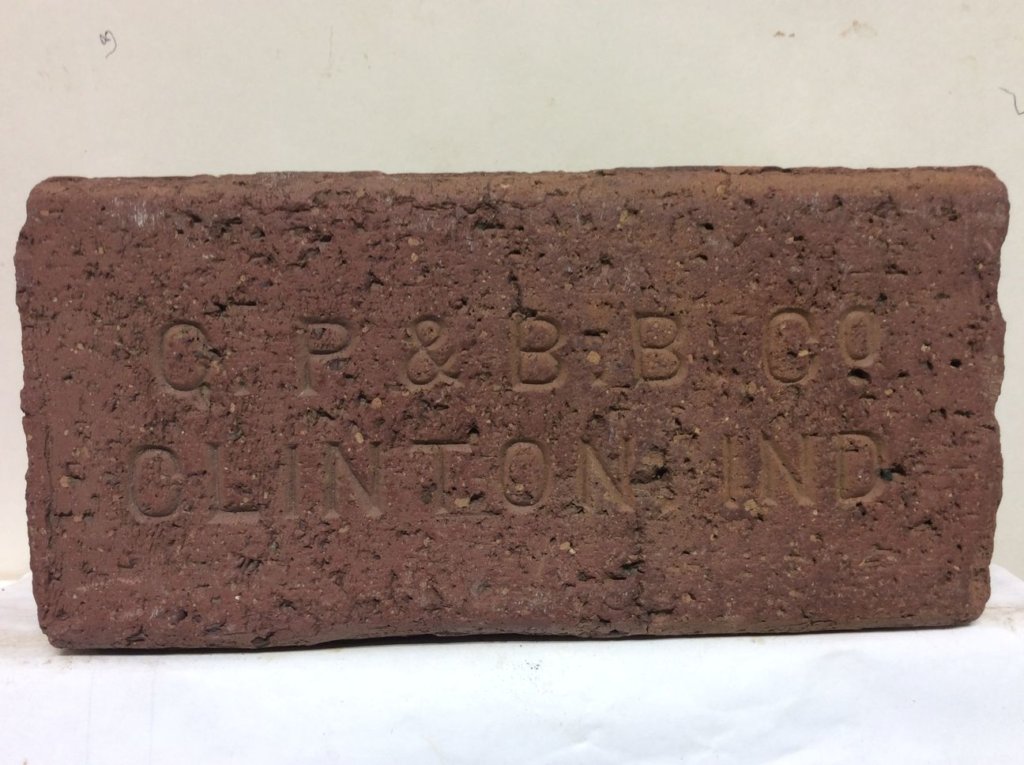 C. P & B. B Co
CLINTON, IND